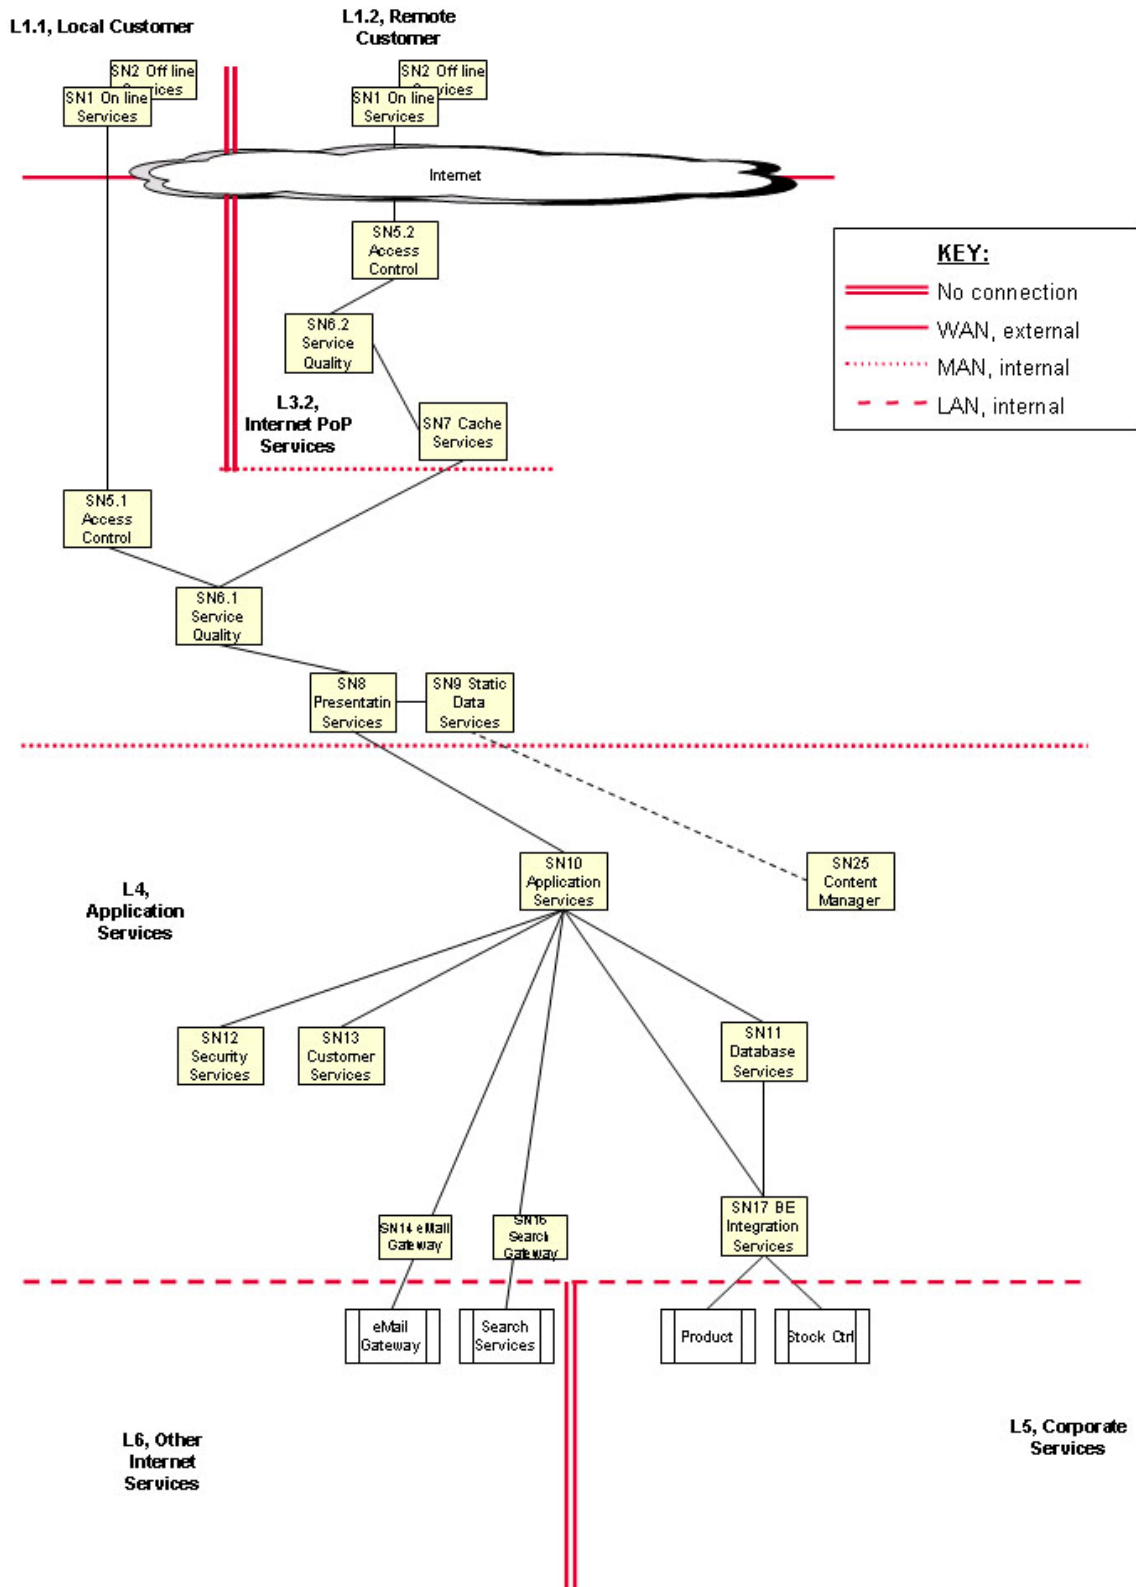 L1.1, Local Customer
L1.2, Remote
Customer
SN2 Off line
SN1 On line
Services
SN2 Off line
SN1 On line
Services
Internet
SN5.2
Access
Control
KEY:
No connection
WAN, external
MAN, internal
LAN, internal
SN6.2
Service
Quality
L3.2,
Internet PoP
Services
SN7 Cache
Services
SN5.1
Access
Control
SN6.1
Service
Quality
SN8
Presentatin
Services
SN9 Static
Data
Services
SN10
Application
Services
SN25
Content
Manager
L4,
Application
Services
SN12
Security
Services
SN13
Customer
Services
SN11
Database
Services
SN14 eMail
Gateway
Search
Gateway
SN17 BE
Integration
Services
eMail
Gateway
Search
Services
Product
Stock Ctrl
L6, Other
Internet
Services
L5, Corporate
Services